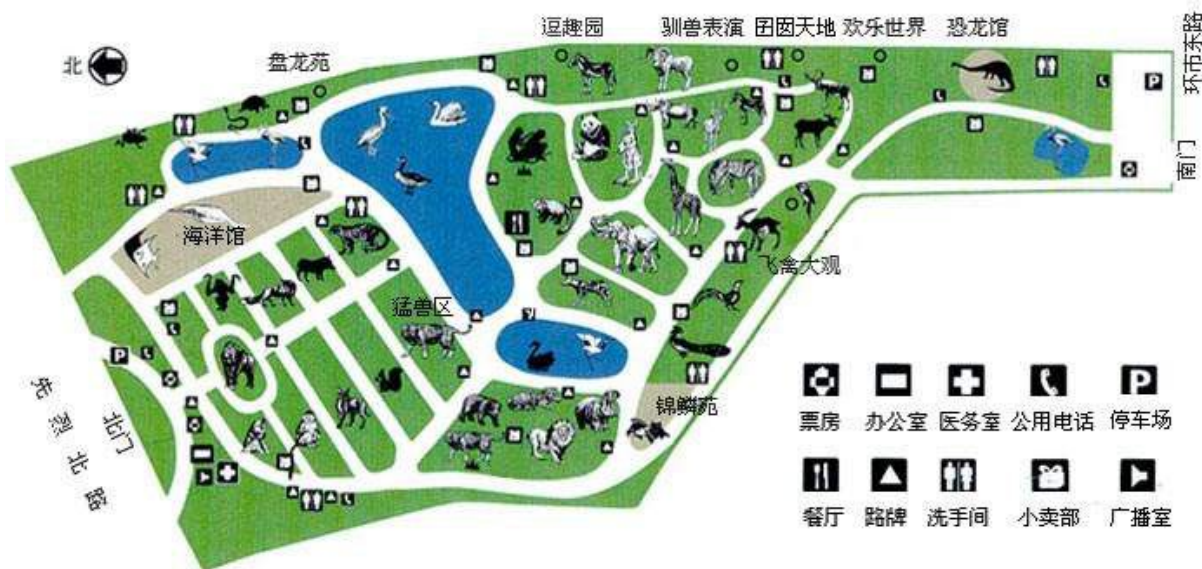 逗趣园
驯兽表演
团团天地
欢乐世界
恐龙馆
环市东路
北
盘龙苑
南门
海洋馆
飞禽大观
猛兽区
锦鳞苑
北门
先烈北路
票房
办公室
医务室
公用电话
停车场
P
餐厅
路牌
洗手间
小卖部
广播室